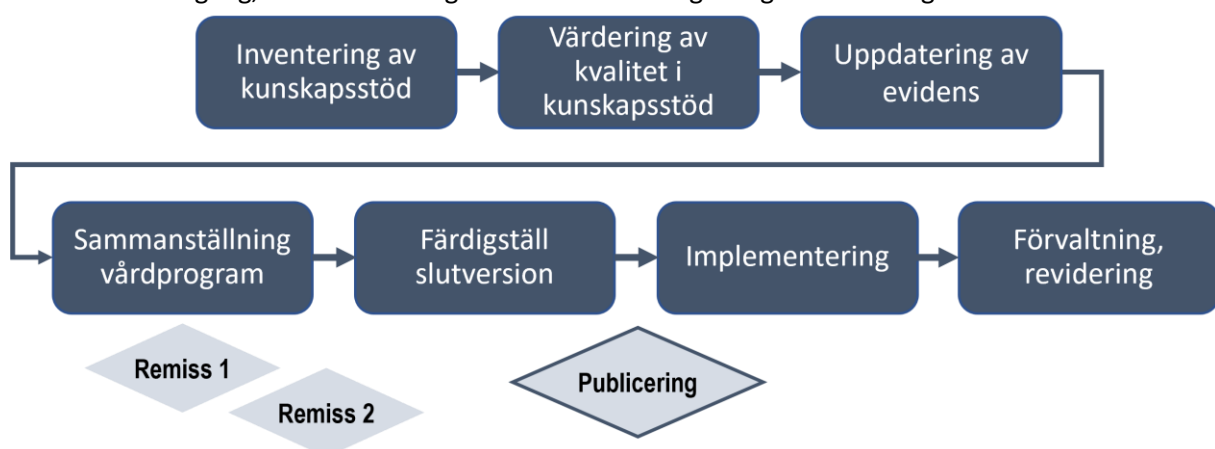 Inventering av
kunskapsstöd
Värdering av
kvalitet i
kunskapsstöd
Uppdatering av
evidens
Sammanställning
vårdprogram
Färdigställ
slutversion
Implementering
Förvaltning,
revidering
Remiss 1
Remiss 2
Publicering